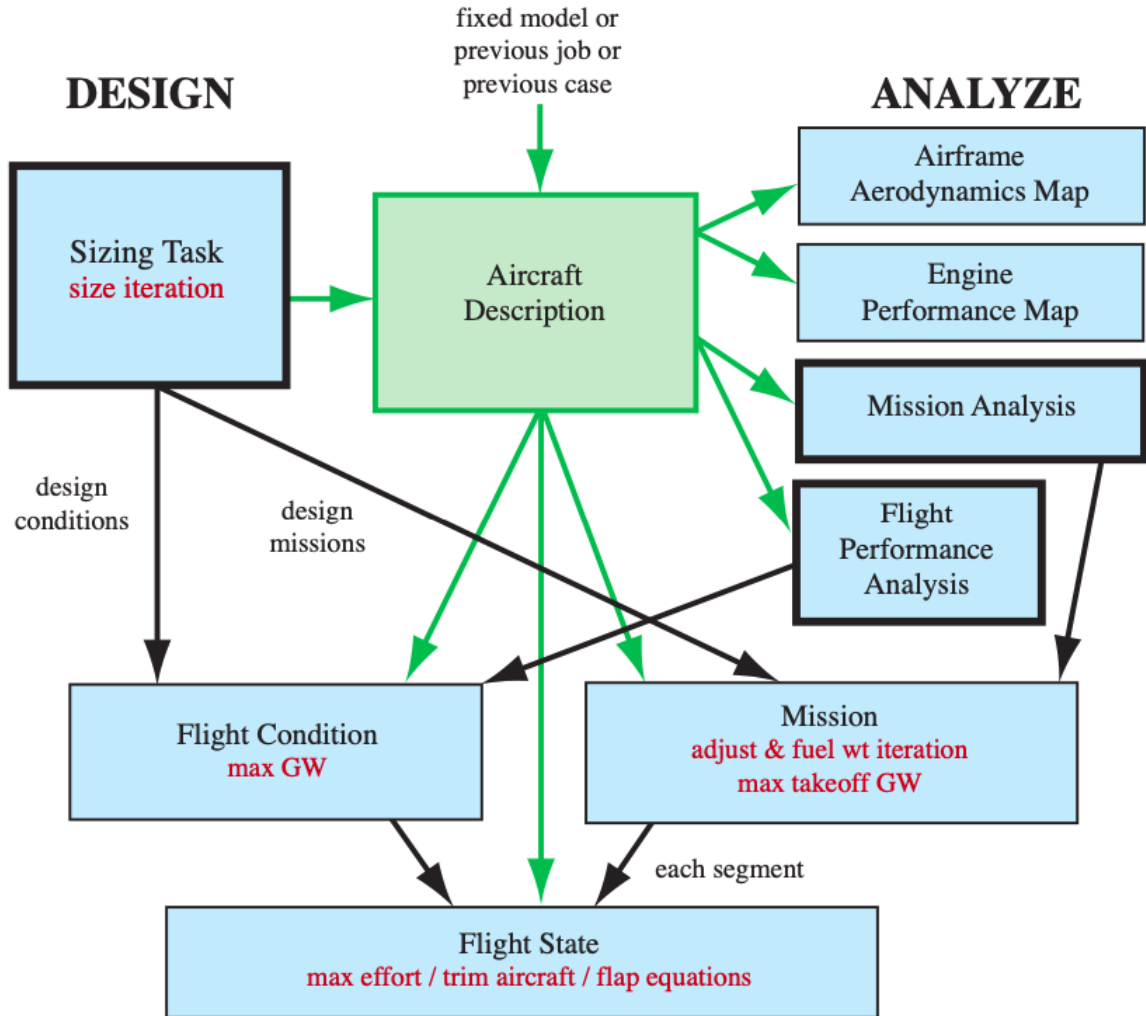 fixed model or
previous job or
previous case
DESIGN
ANALYZE
Airframe
Aerodynamics Map
Sizing Task
size iteration
Aircraft
Description
Engine
Performance Map
Mission Analysis
design
conditions
design
missions
Flight
Performance
Analysis
Flight Condition
max GW
Mission
adjust & fuel wt iteration
max takeoff GW
each segment
Flight State
max effort / trim aircraft / flap equations